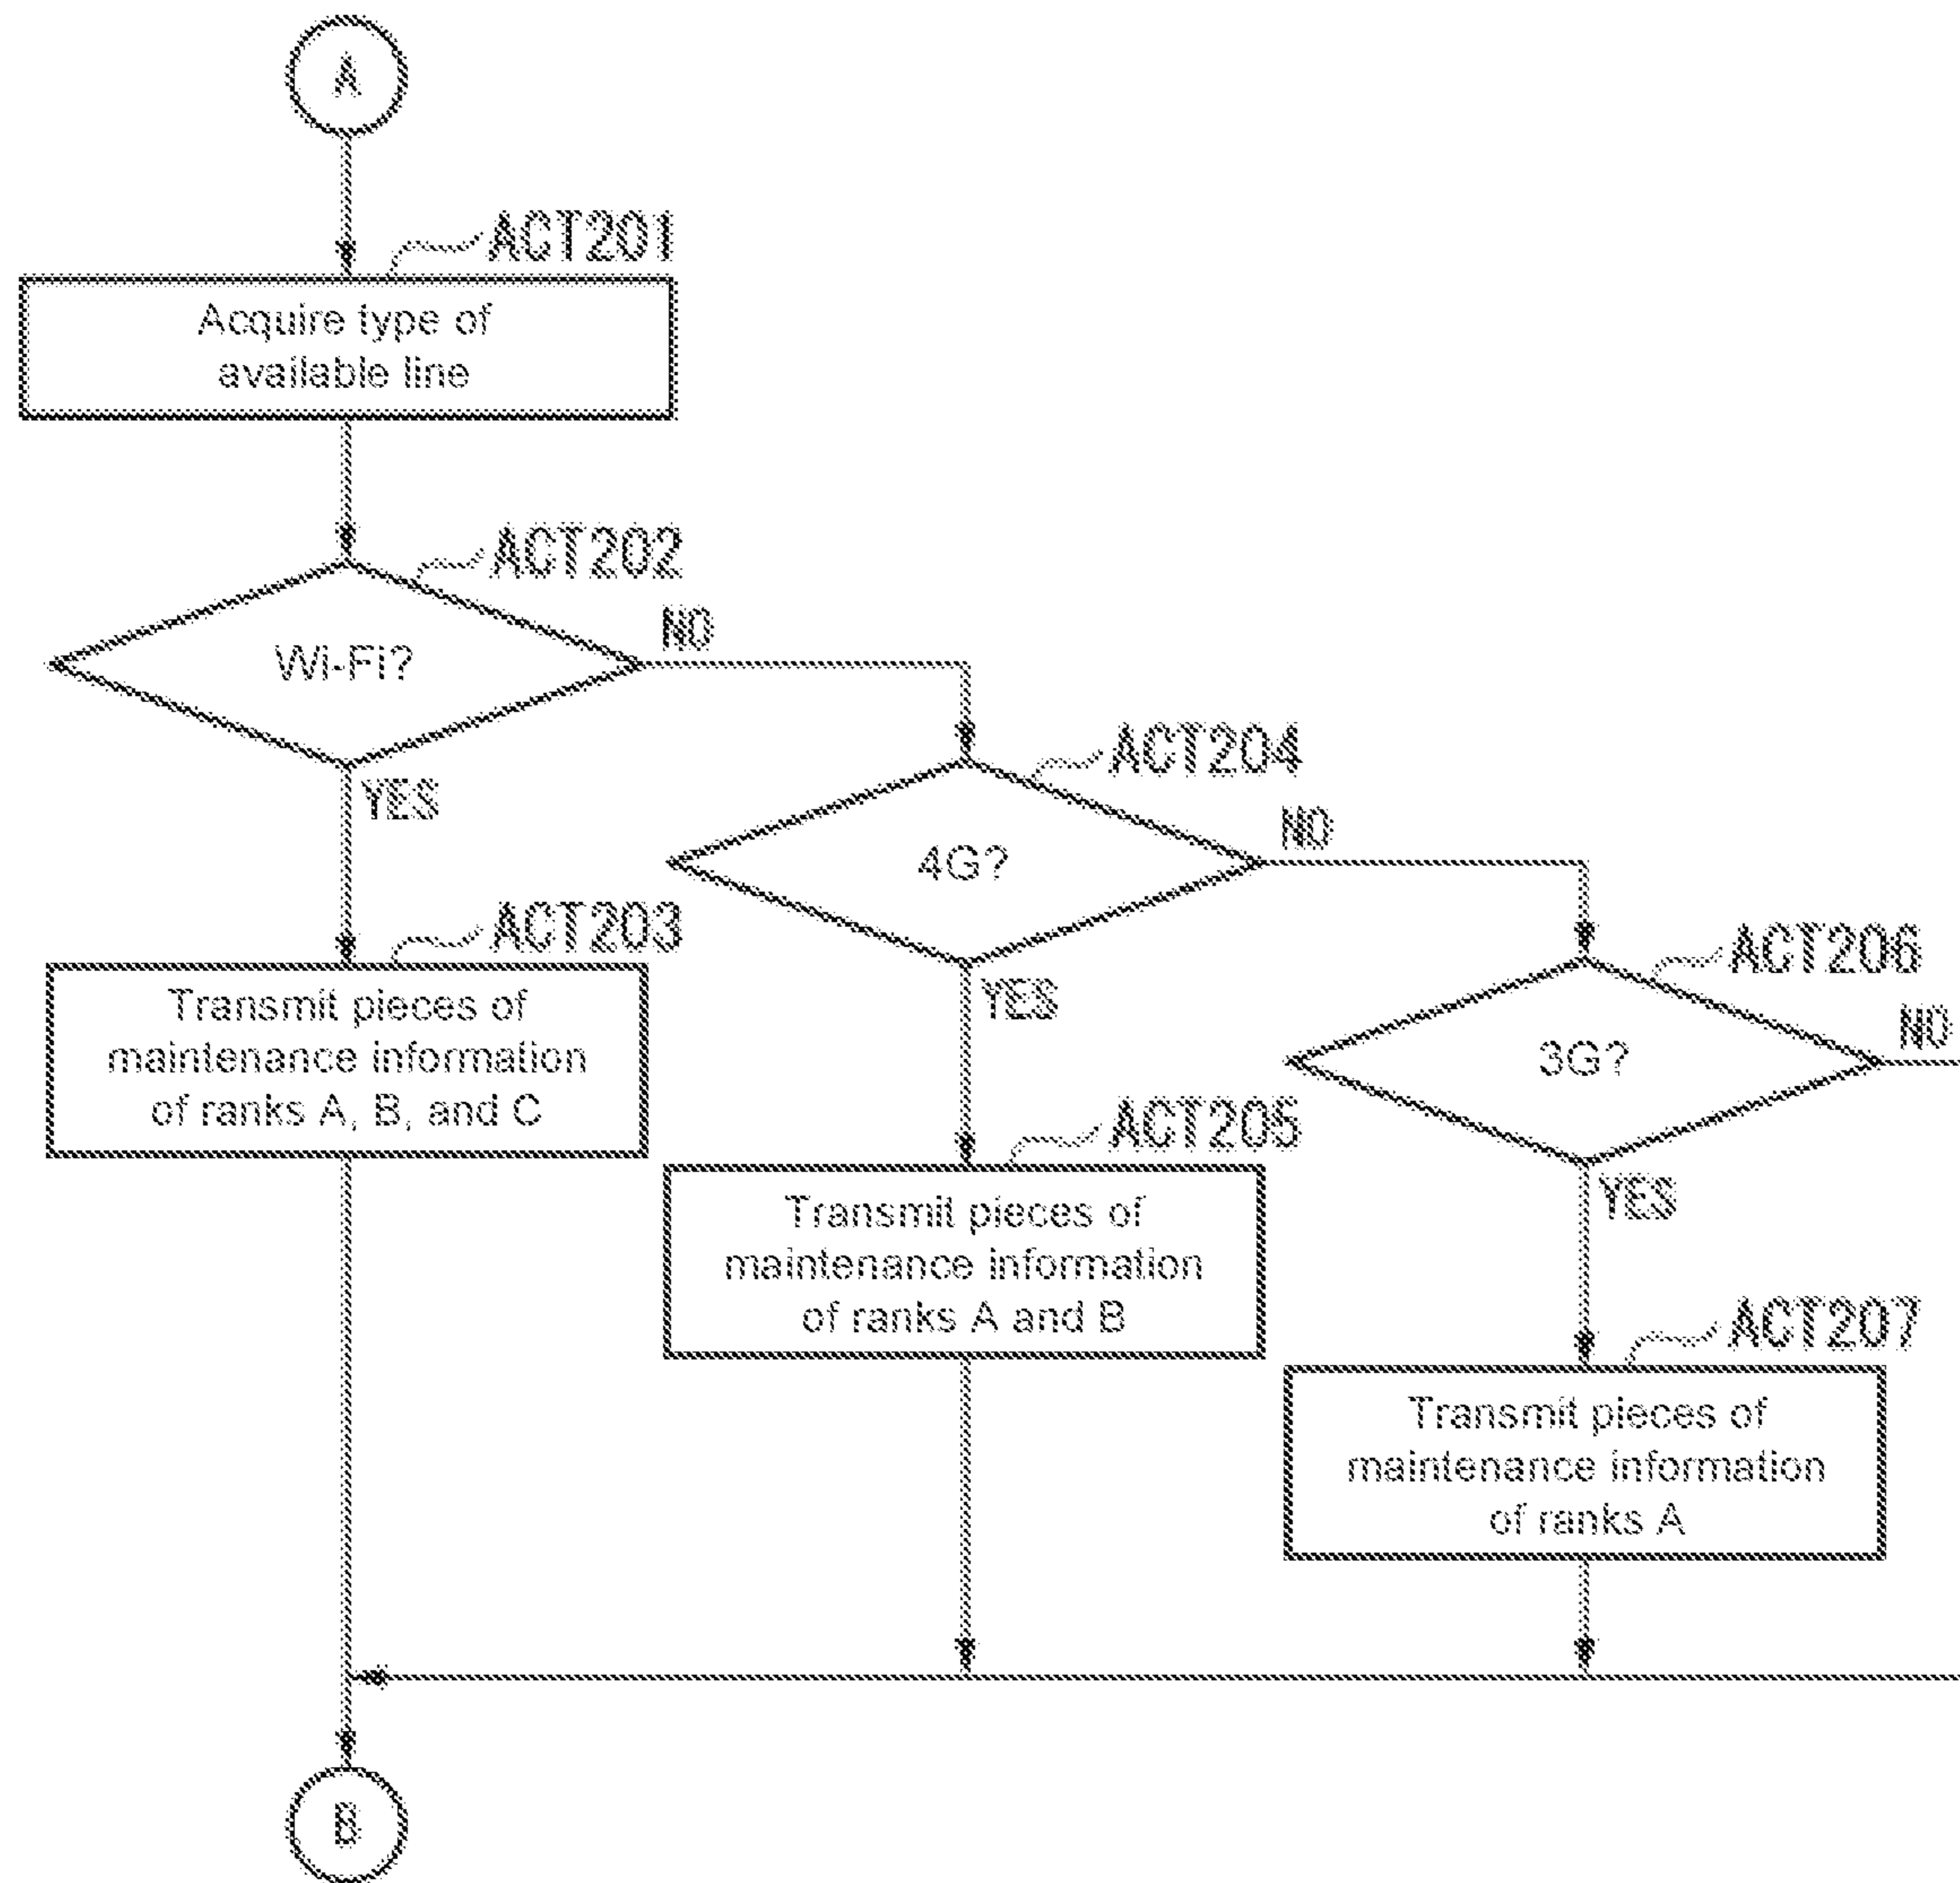 A
ACT201
Acquire type of
available line
ACT202
Wi-Fi?
NO
YES
ACT204
4G?
NO
YES
ACT203
Transmit pieces of
maintenance information
of ranks A, B, and C
ACT206
3G?
NO
YES
ACT205
Transmit pieces of
maintenance information
of ranks A and B
ACT207
Transmit pieces of
maintenance information
of ranks A
B